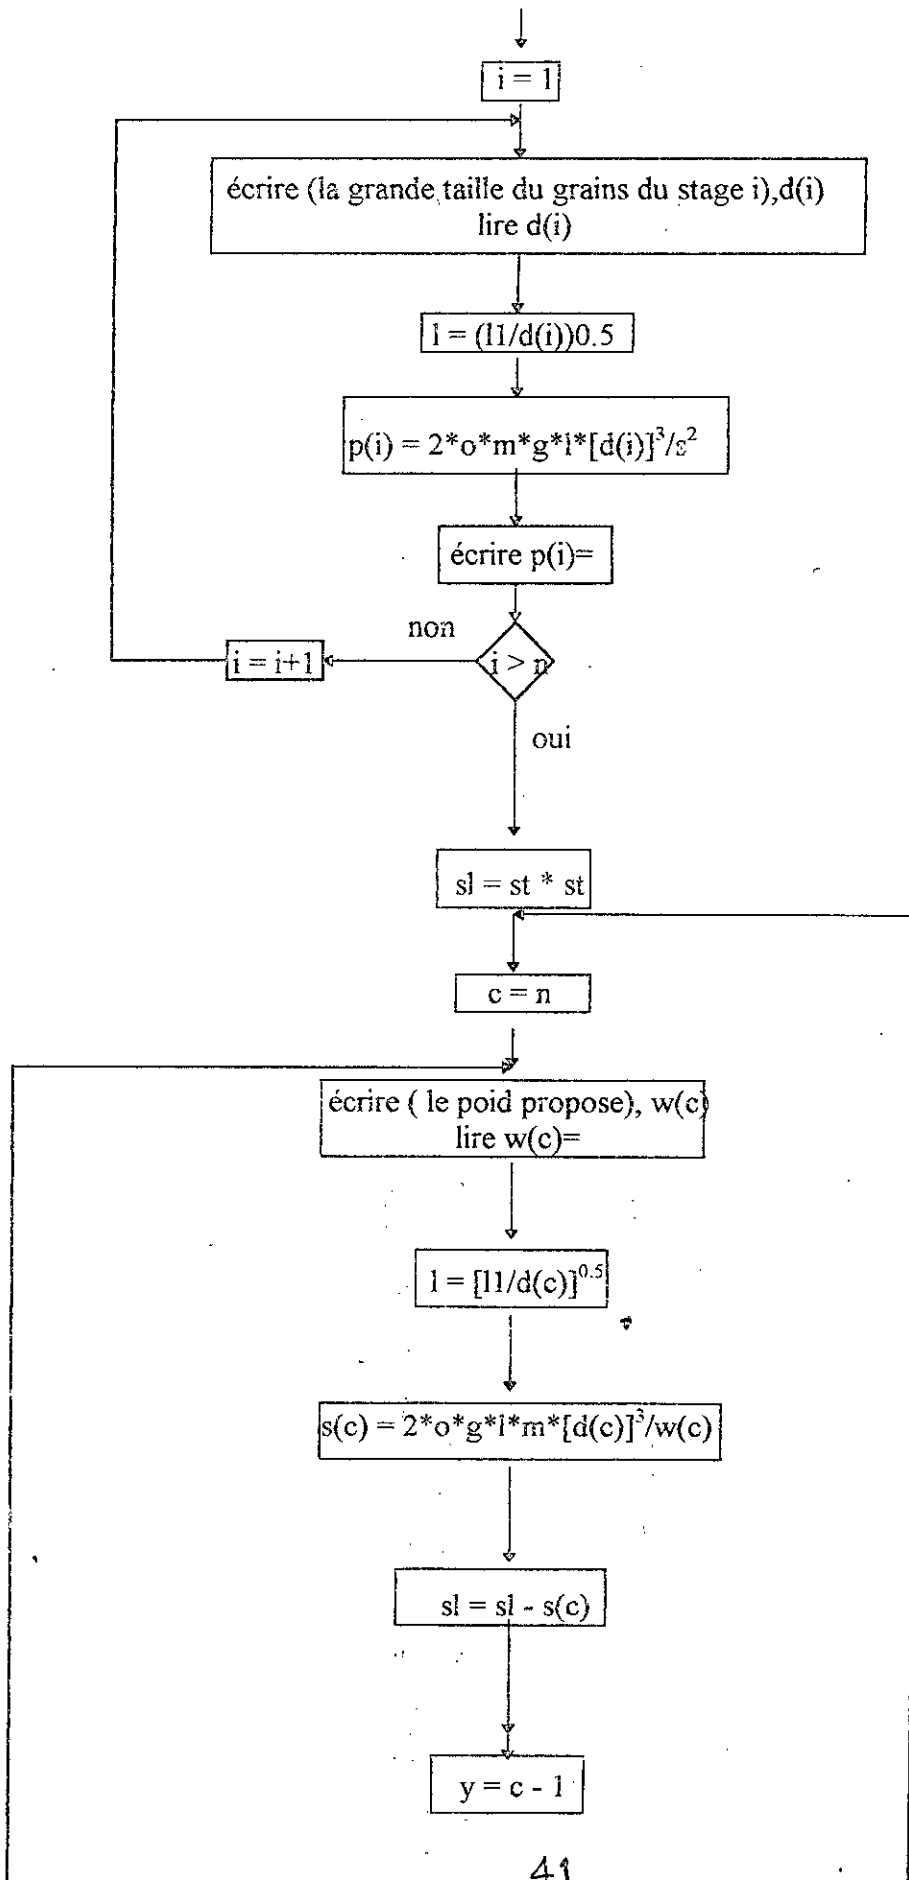 i = 1
écrire (la grande taille du grains du stage i),d(i)
lire d(i)
l = (l1/d(i))0.5
p(i) = 2*o*m*g*l*[d(i)]³/s²
écrire p(i)=
non
i = i+1
i > n
oui
sl = st * st
c = n
écrire ( le poid propose), w(c)
lire w(c)=
l = [l1/d(c)]^0.5
s(c) = 2*o*g*l*m*[d(c)]³/w(c)
sl = sl - s(c)
y = c - 1
41